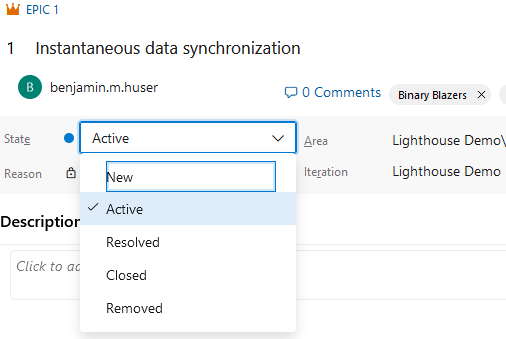 EPIC 1
1 Instantaneous data synchronization
B benjamin.m.huser 0 Comments Binary Blazers
State Active Area Lighthouse Demo\
Reason Iteration Lighthouse Demo
New
Active
Resolved
Closed
Removed
Description
Click to ad